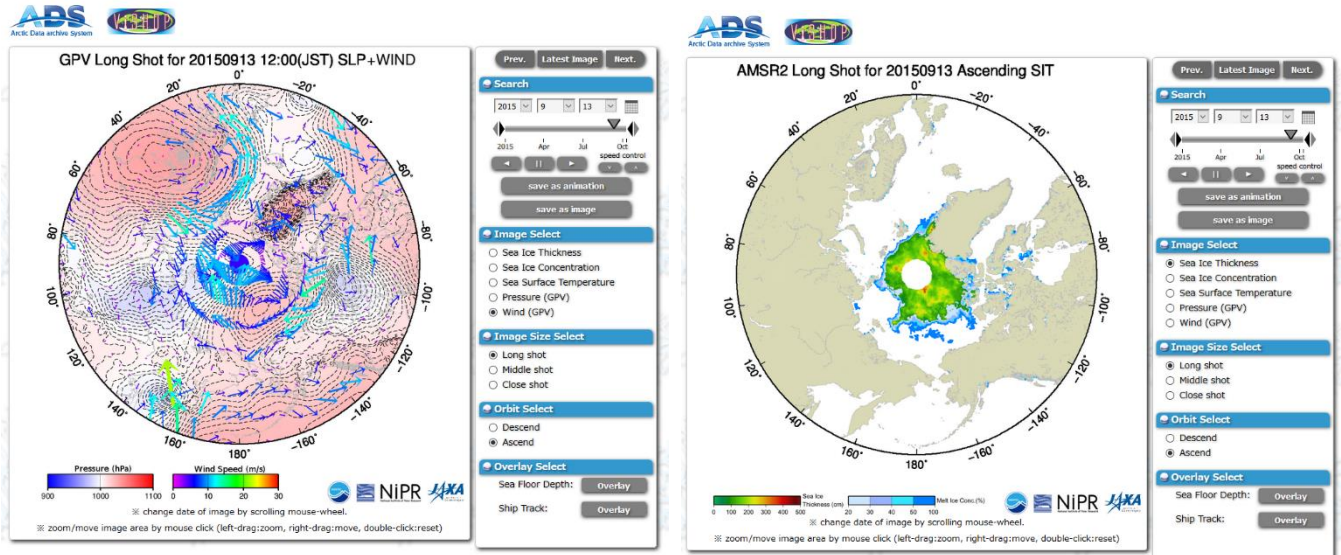 ADS
Arctic Data archive System
VISHOP
GPV Long Shot for 20150913 12:00(JST) SLP+WIND
0°
20°
-20°
40°
-40°
60°
-60°
80°
-80°
100°
-100°
120°
-120°
140°
-140°
160°
-160°
180°
Pressure (hPa)
900 1000 1100
Wind Speed (m/s)
0 10 20 30
NiPR
JAXA
※ change date of image by scrolling mouse-wheel.
※ zoom/move image area by mouse click (left-drag:zoom, right-drag:move, double-click:reset)
Prev. Latest Image Next.
Search
2015 9 13
2015 Apr Jul Oct
speed control
save as animation
save as image
Image Select
Sea Ice Thickness
Sea Ice Concentration
Sea Surface Temperature
Pressure (GPV)
Wind (GPV)
Image Size Select
Long shot
Middle shot
Close shot
Orbit Select
Descend
Ascend
Overlay Select
Sea Floor Depth: Overlay
Ship Track: Overlay
ADS
Arctic Data archive System
VISHOP
AMSR2 Long Shot for 20150913 Ascending SIT
0°
20°
-20°
40°
-40°
60°
-60°
80°
-80°
100°
-100°
120°
-120°
140°
-140°
160°
-160°
180°
0 100 200 300 400 500
Sea Ice
Thickness (cm)
20 30 40 50 60 100
Melt Ice Conc.(%)
NiPR
JAXA
※ change date of image by scrolling mouse-wheel.
※ zoom/move image area by mouse click (left-drag:zoom, right-drag:move, double-click:reset)
Prev. Latest Image Next.
Search
2015 9 13
2015 Apr Jul Oct
speed control
save as animation
save as image
Image Select
Sea Ice Thickness
Sea Ice Concentration
Sea Surface Temperature
Pressure (GPV)
Wind (GPV)
Image Size Select
Long shot
Middle shot
Close shot
Orbit Select
Descend
Ascend
Overlay Select
Sea Floor Depth: Overlay
Ship Track: Overlay